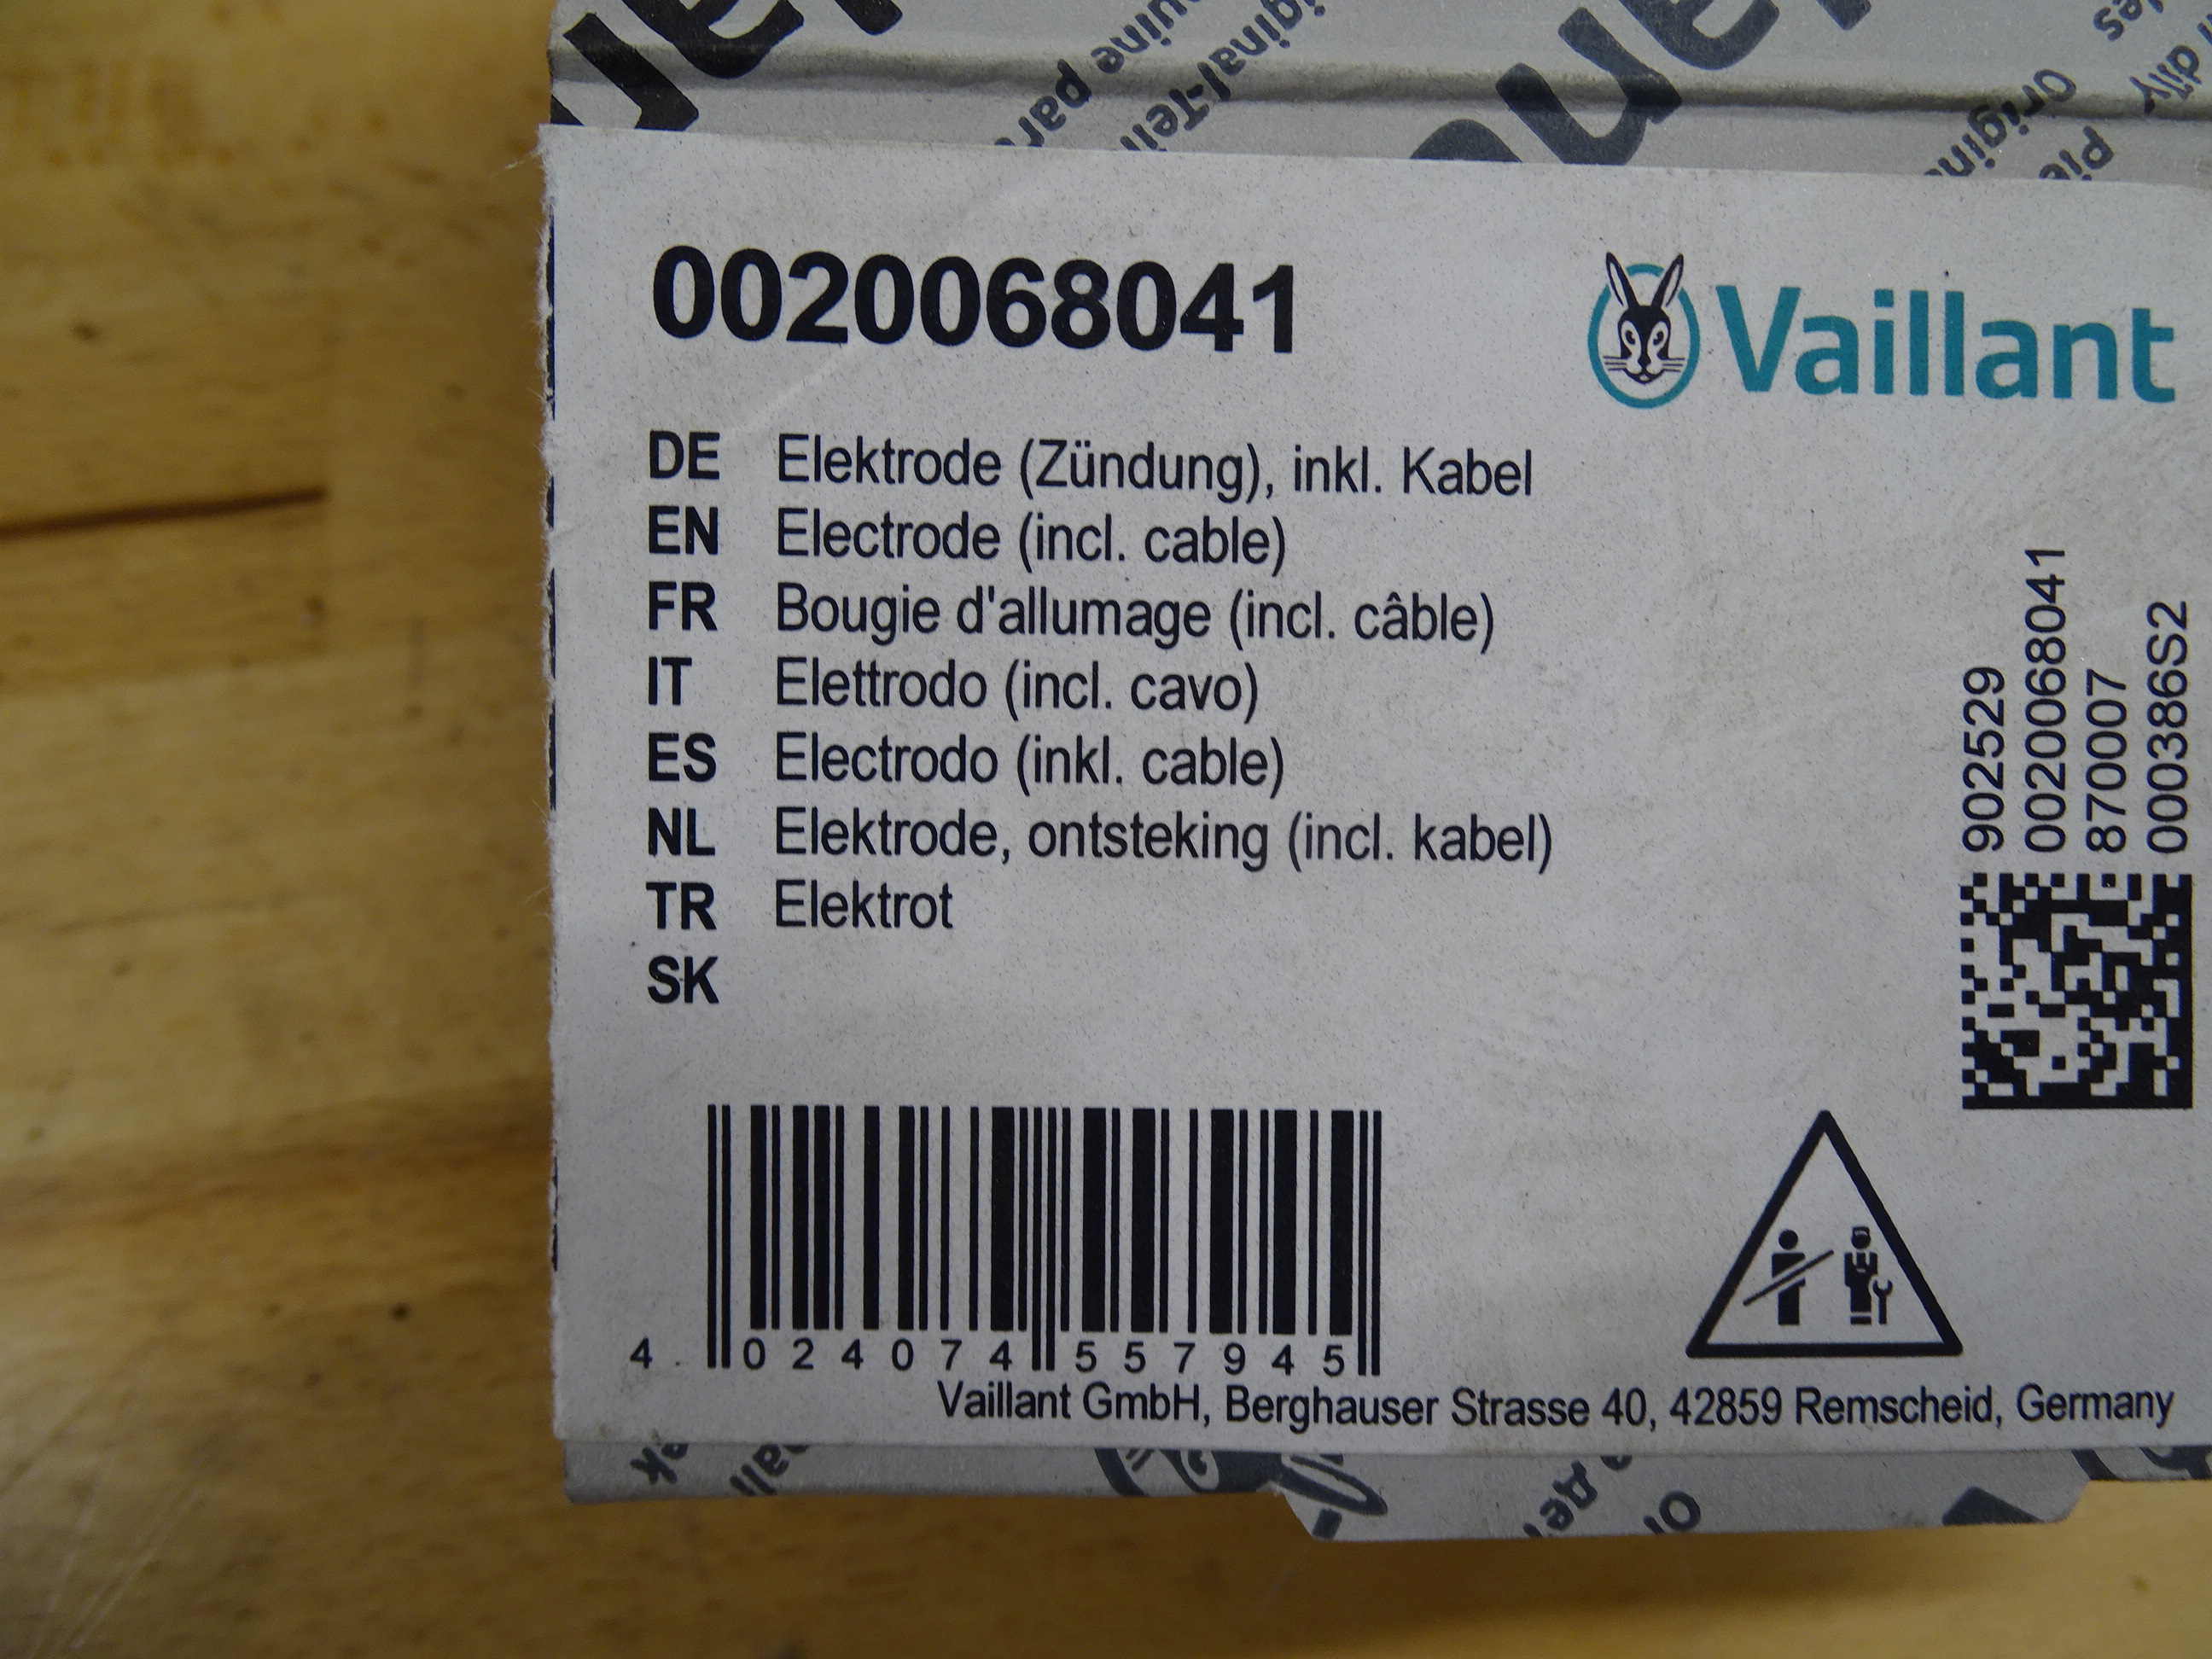 0020068041
Vaillant
DE Elektrode (Zündung), inkl. Kabel
EN Electrode (incl. cable)
FR Bougie d'allumage (incl. câble)
IT Elettrodo (incl. cavo)
ES Electrodo (inkl. cable)
NL Elektrode, ontsteking (incl. kabel)
TR Elektrot
SK
902529
0020068041
870007
000386S2
4 024074 557945
Vaillant GmbH, Berghauser Strasse 40, 42859 Remscheid, Germany